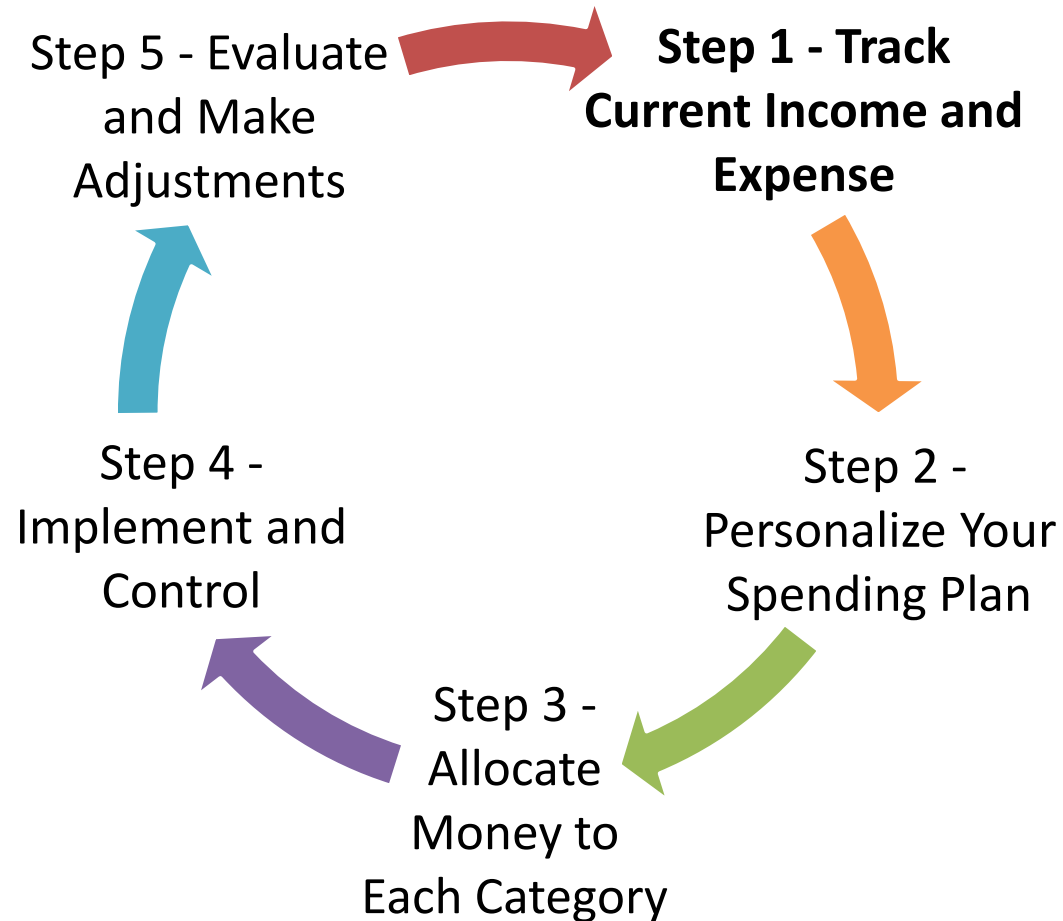 Step 1 - Track
Current Income and
Expense
Step 2 -
Personalize Your
Spending Plan
Step 3 -
Allocate
Money to
Each Category
Step 4 -
Implement and
Control
Step 5 - Evaluate
and Make
Adjustments